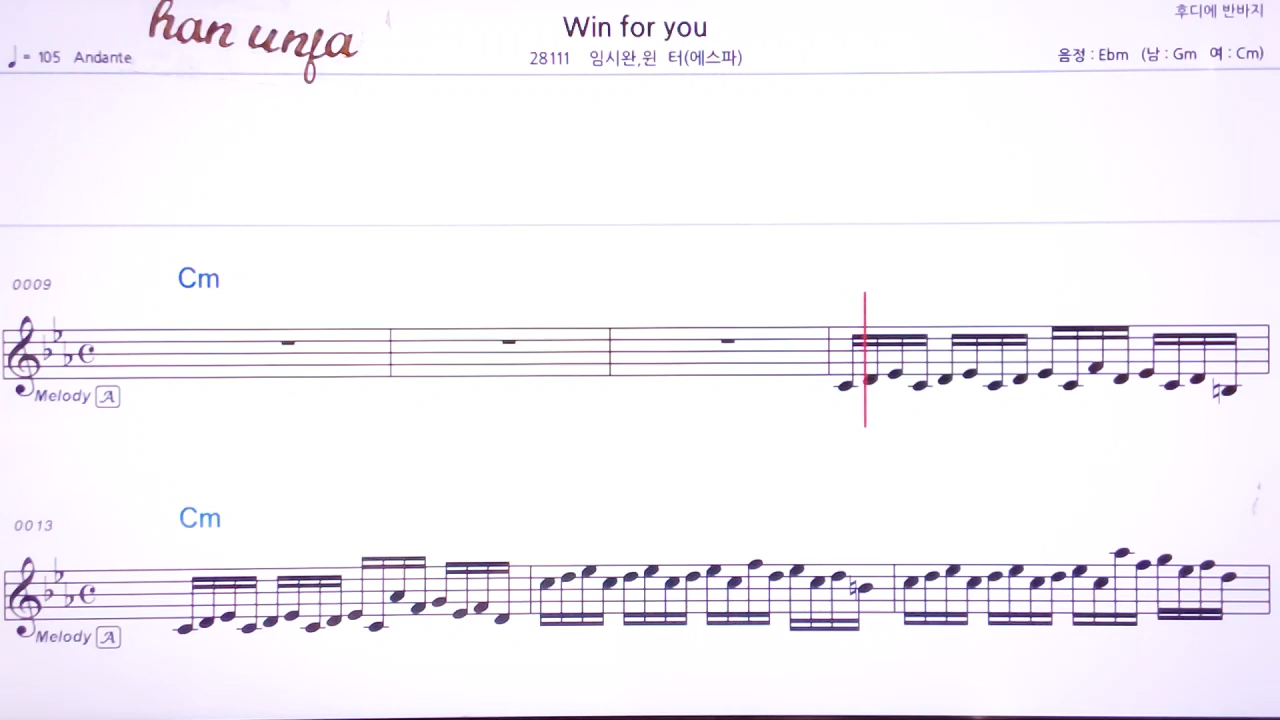 han unja
Win for you
후디에 반바지
♩= 105 Andante
28111 임시완,윈 터(에스파)
음정 : Ebm (남 : Gm 여 : Cm)
0009
Cm
Melody A
0013
Cm
Melody A